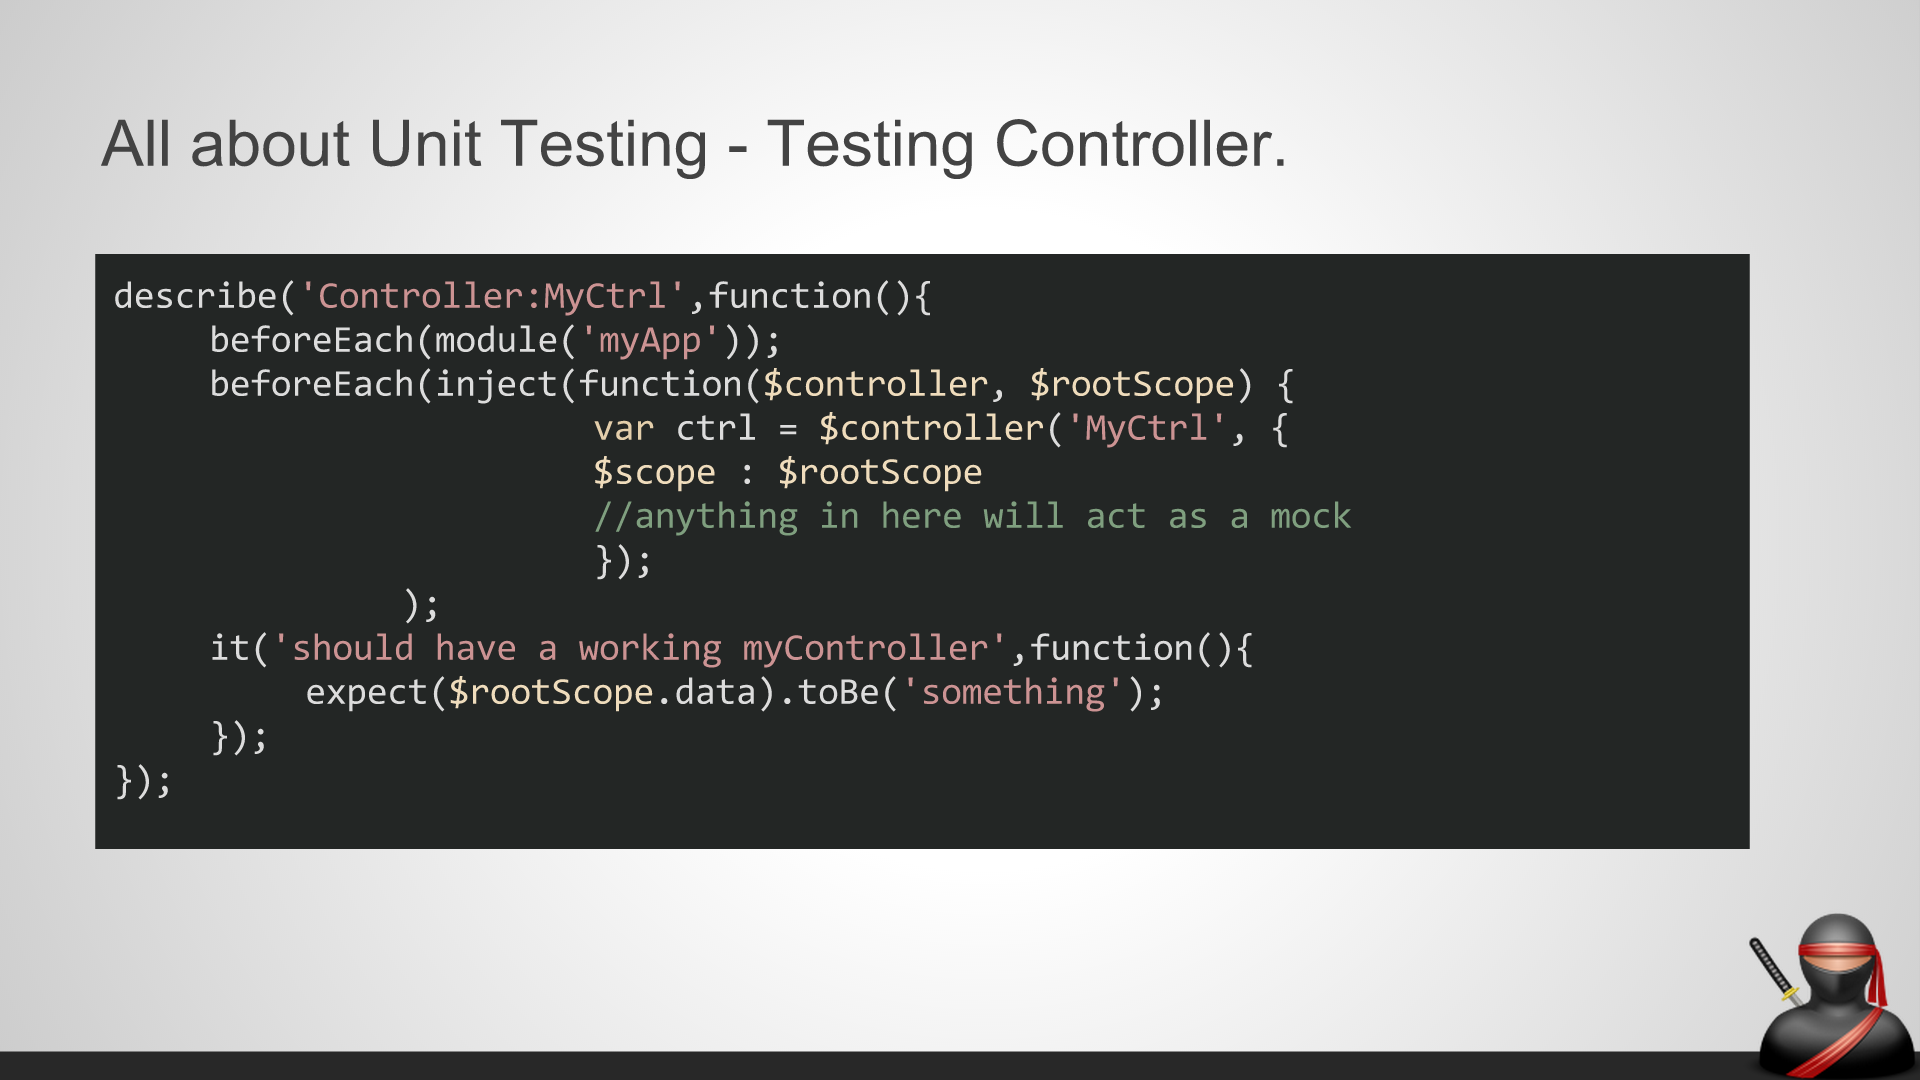 All about Unit Testing - Testing Controller.
describe('Controller:MyCtrl',function(){
beforeEach(module('myApp'));
beforeEach(inject(function($controller, $rootScope) {
var ctrl = $controller('MyCtrl', {
$scope : $rootScope
//anything in here will act as a mock
});
);
it('should have a working myController',function(){
expect($rootScope.data).toBe('something');
});
});